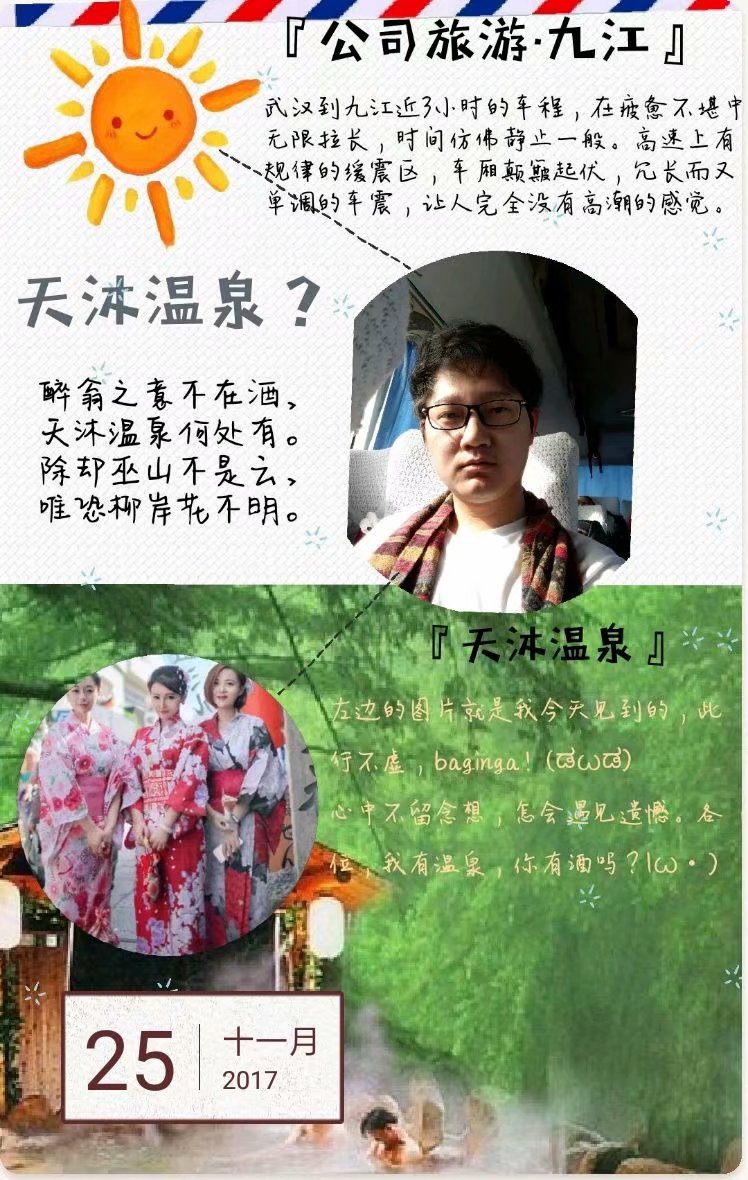 『公司旅游·九江』
武汉到九江近3小时的车程，在疲惫不堪中
无限拉长，时间仿佛静止一般。高速上有
规律的缓震区，车厢颠簸起伏，冗长而又
单调的车震，让人完全没有高潮的感觉。
天沐温泉？
醉翁之意不在酒、
天沐温泉何处有。
除却巫山不是云、
唯恐柳岸花不明。
『天沐温泉』
左边的图片就是我今天见到的，此
行不虚，baginga！(ಡωಡ)
心中不留念想，怎会遇见遗憾。各
位，我有温泉，你有酒吗？|ω・)
25
十一月
2017